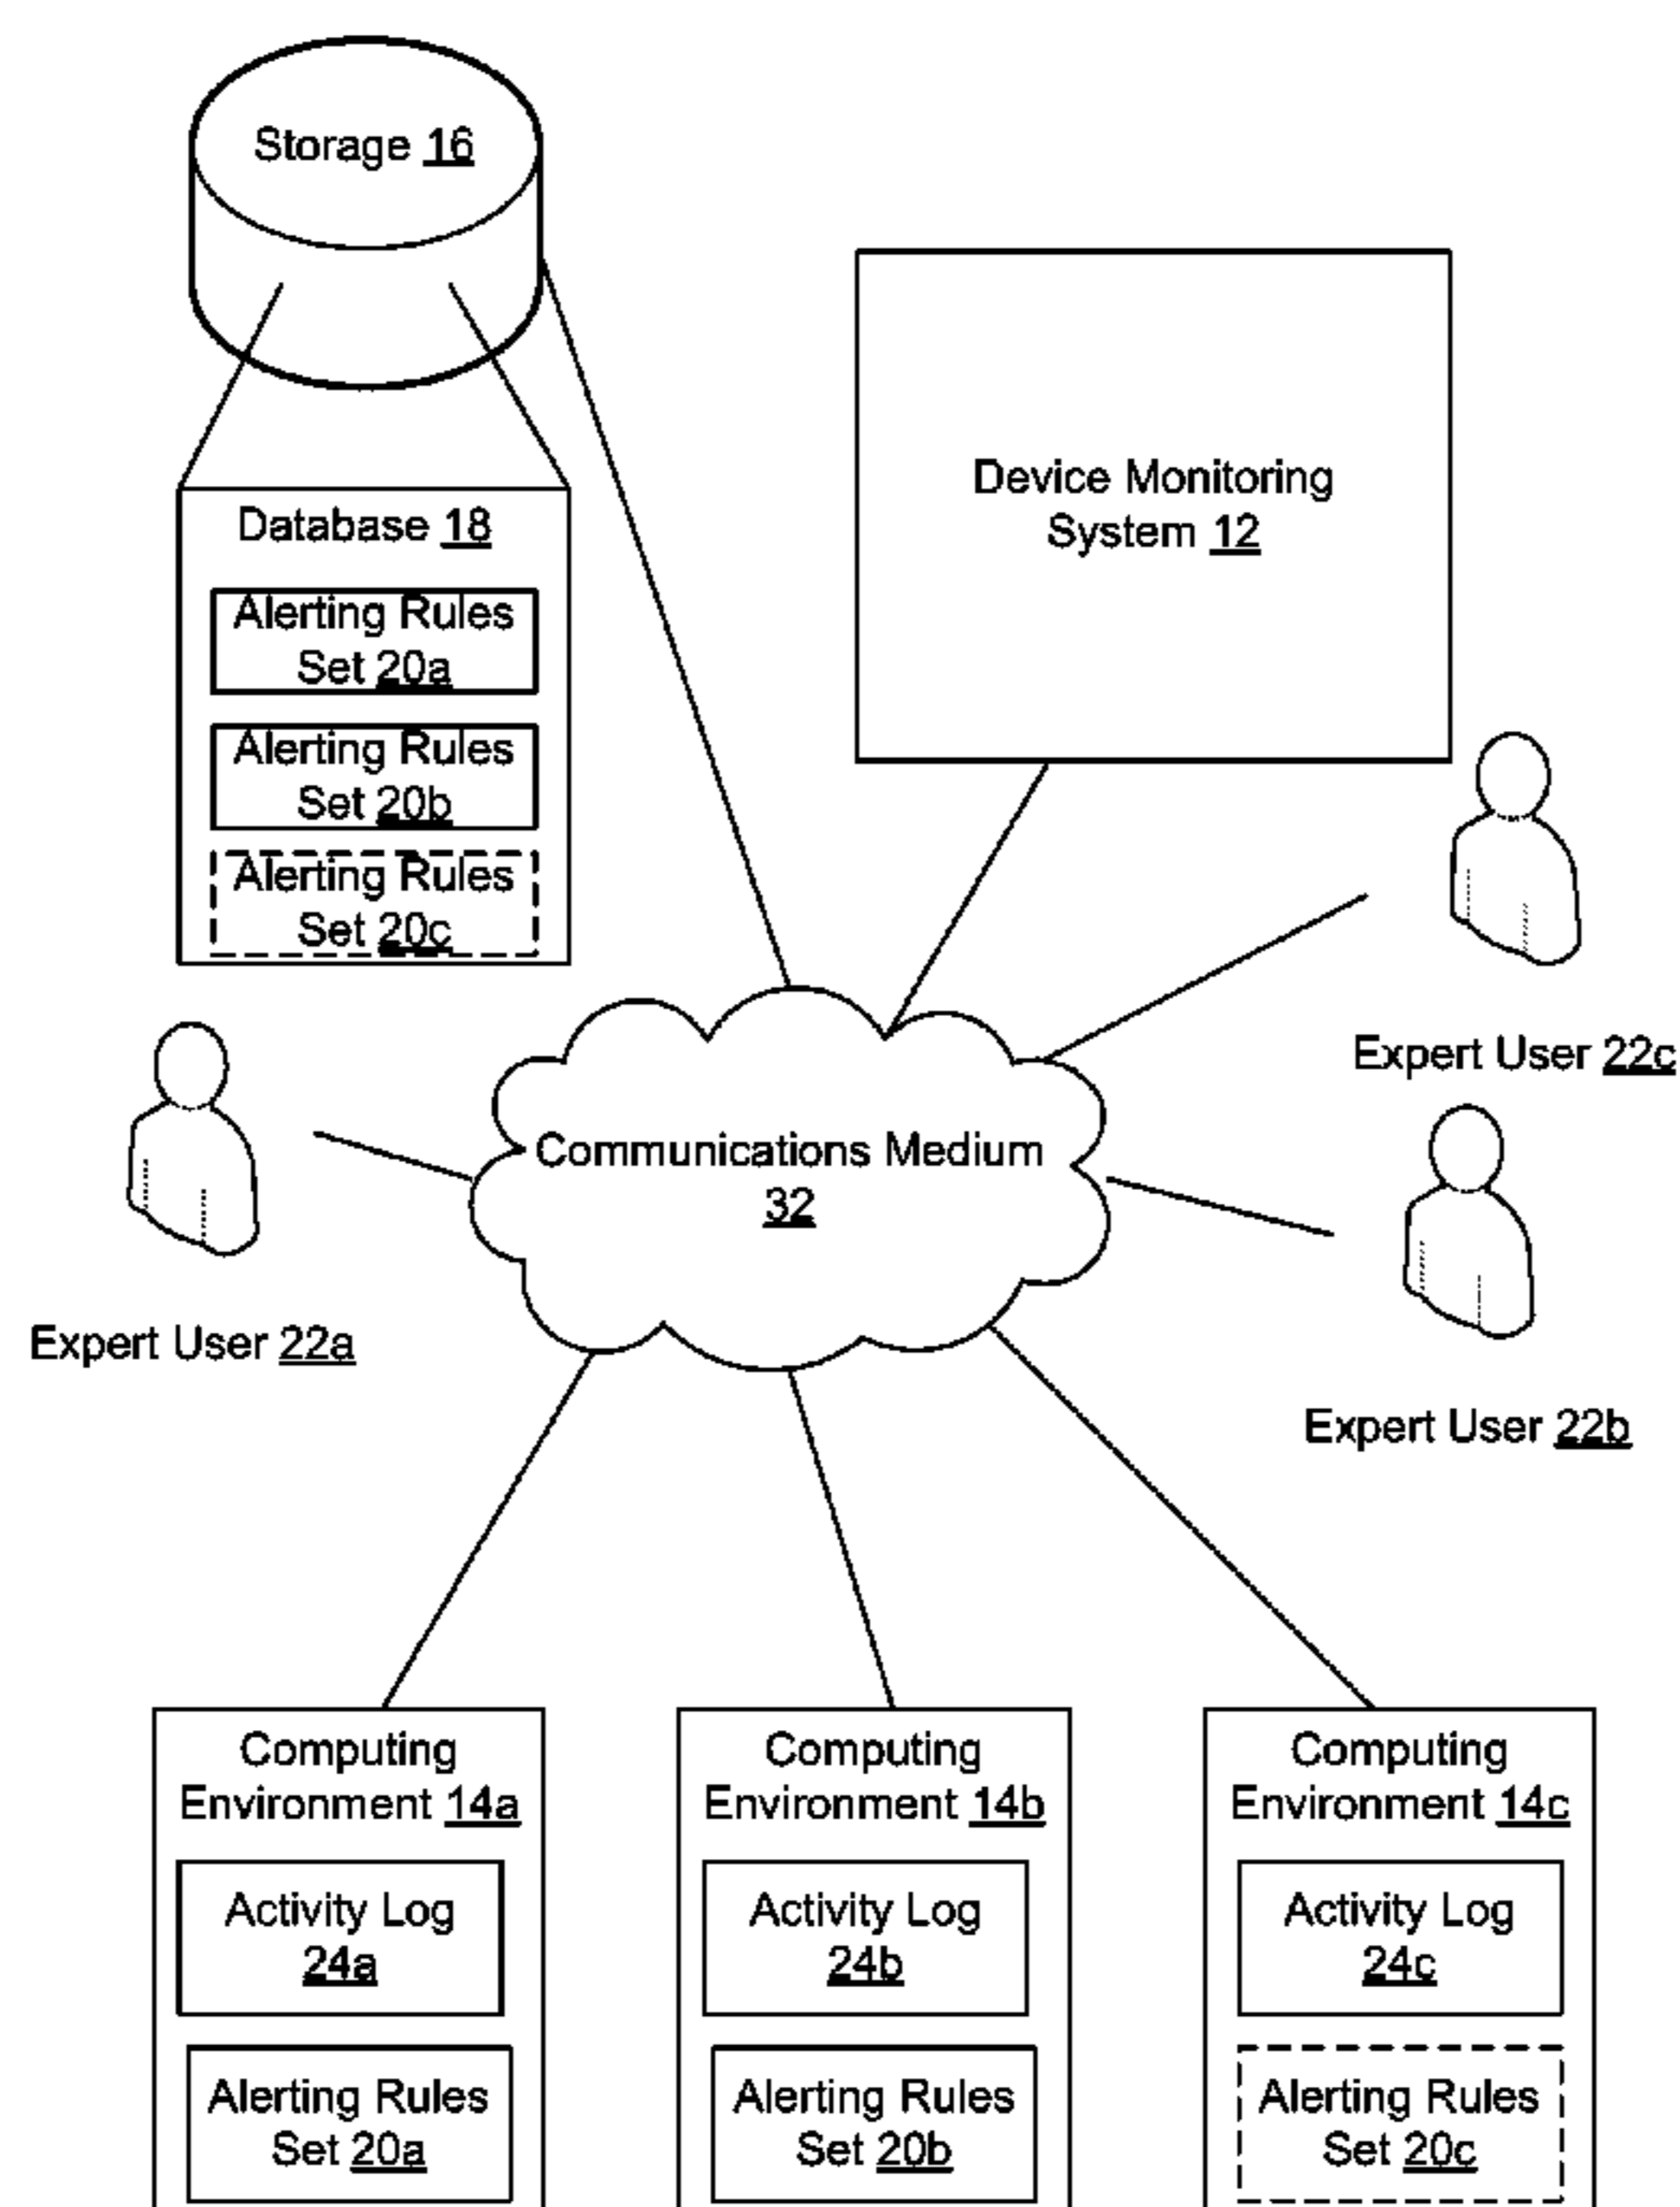 Storage 16
Device Monitoring
System 12
Database 18
Alerting Rules
Set 20a
Alerting Rules
Set 20b
Alerting Rules
Set 20c
Expert User 22c
Communications Medium
32
Expert User 22a
Expert User 22b
Computing
Environment 14a
Activity Log
24a
Alerting Rules
Set 20a
Computing
Environment 14b
Activity Log
24b
Alerting Rules
Set 20b
Computing
Environment 14c
Activity Log
24c
Alerting Rules
Set 20c